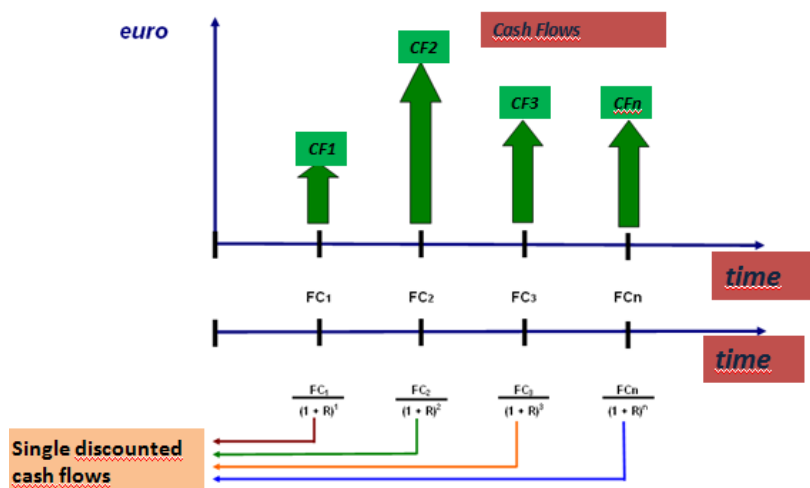 euro
Cash Flows
CF2
CF3
CFn
CF1
time
FC₁ FC₂ FC₃ FCn
time
FC₁ FC₂ FC₃ FCn
(1 + R)¹ (1 + R)² (1 + R)³ (1 + R)ⁿ
Single discounted
cash flows